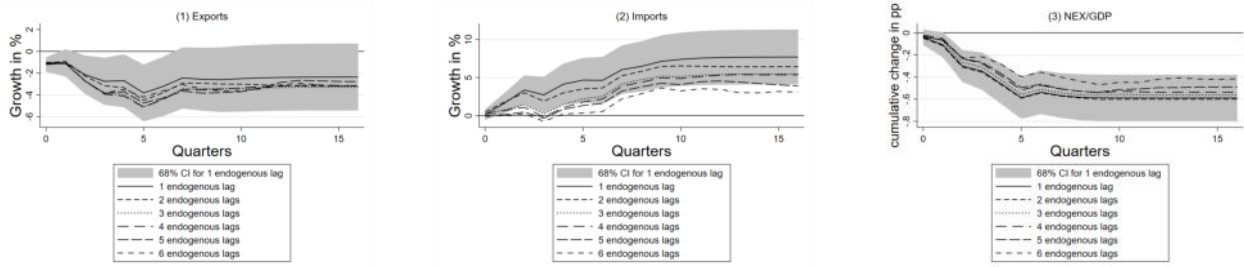 (1) Exports
Growth in %
2
0
-2
-4
-6
0 5 10 15
Quarters
68% CI for 1 endogenous lag
1 endogenous lag
2 endogenous lags
3 endogenous lags
4 endogenous lags
5 endogenous lags
6 endogenous lags
(2) Imports
Growth in %
10
5
0
0 5 10 15
Quarters
68% CI for 1 endogenous lag
1 endogenous lag
2 endogenous lags
3 endogenous lags
4 endogenous lags
5 endogenous lags
6 endogenous lags
(3) NEX/GDP
cumulative change in pp
0
-.2
-.4
-.6
-.8
0 5 10 15
Quarters
68% CI for 1 endogenous lag
1 endogenous lag
2 endogenous lags
3 endogenous lags
4 endogenous lags
5 endogenous lags
6 endogenous lags